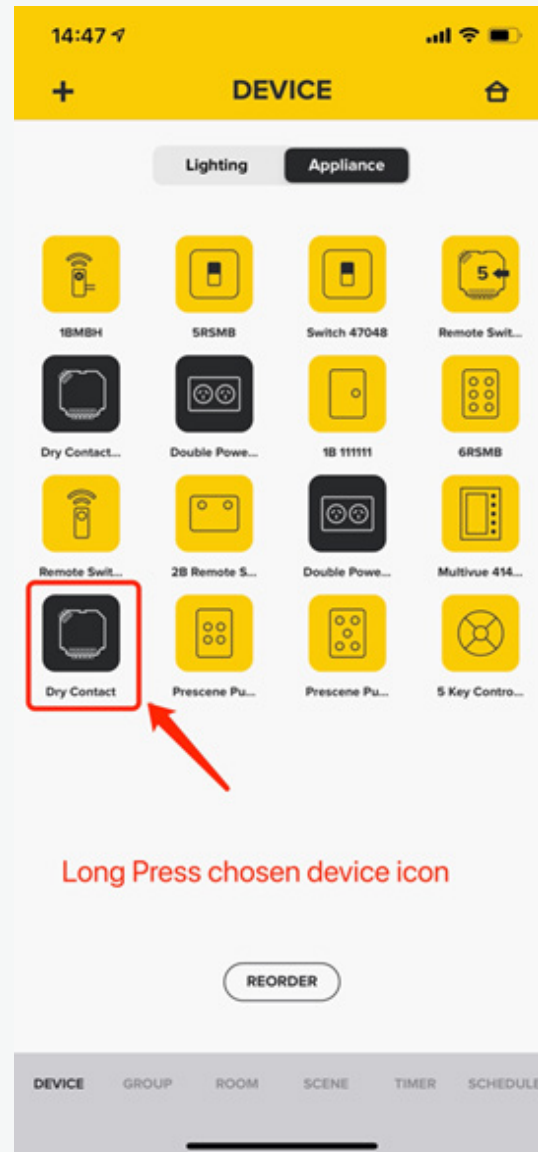 14:47
DEVICE
Lighting Appliance
5
1BMBH 5RSMB Switch 47048 Remote Swit...
Dry Contact... Double Powe... 1B 111111 6RSMB
Remote Swit... 2B Remote S... Double Powe... Multivue 414...
Dry Contact Prescene Pu... Prescene Pu... 5 Key Contro...
Long Press chosen device icon
REORDER
DEVICE GROUP ROOM SCENE TIMER SCHEDULE